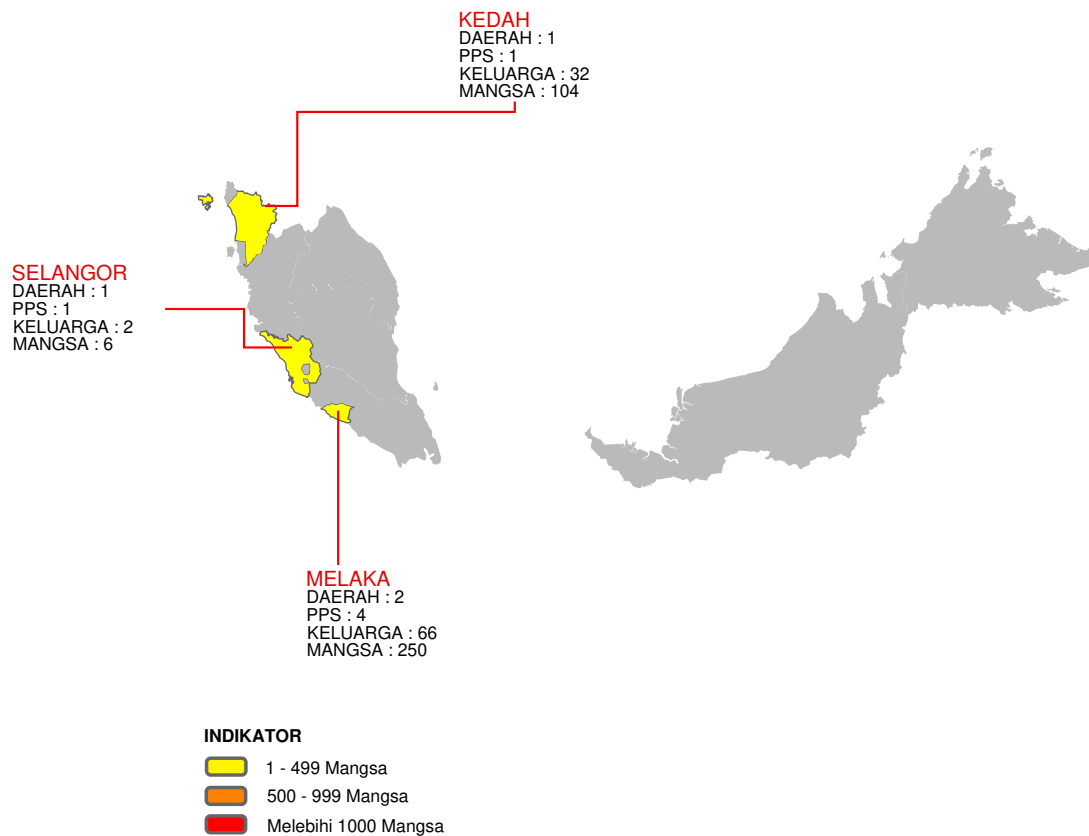 KEDAH
DAERAH : 1
PPS : 1
KELUARGA : 32
MANGSA : 104
SELANGOR
DAERAH : 1
PPS : 1
KELUARGA : 2
MANGSA : 6
MELAKA
DAERAH : 2
PPS : 4
KELUARGA : 66
MANGSA : 250
INDIKATOR
1 - 499 Mangsa
500 - 999 Mangsa
Melebihi 1000 Mangsa